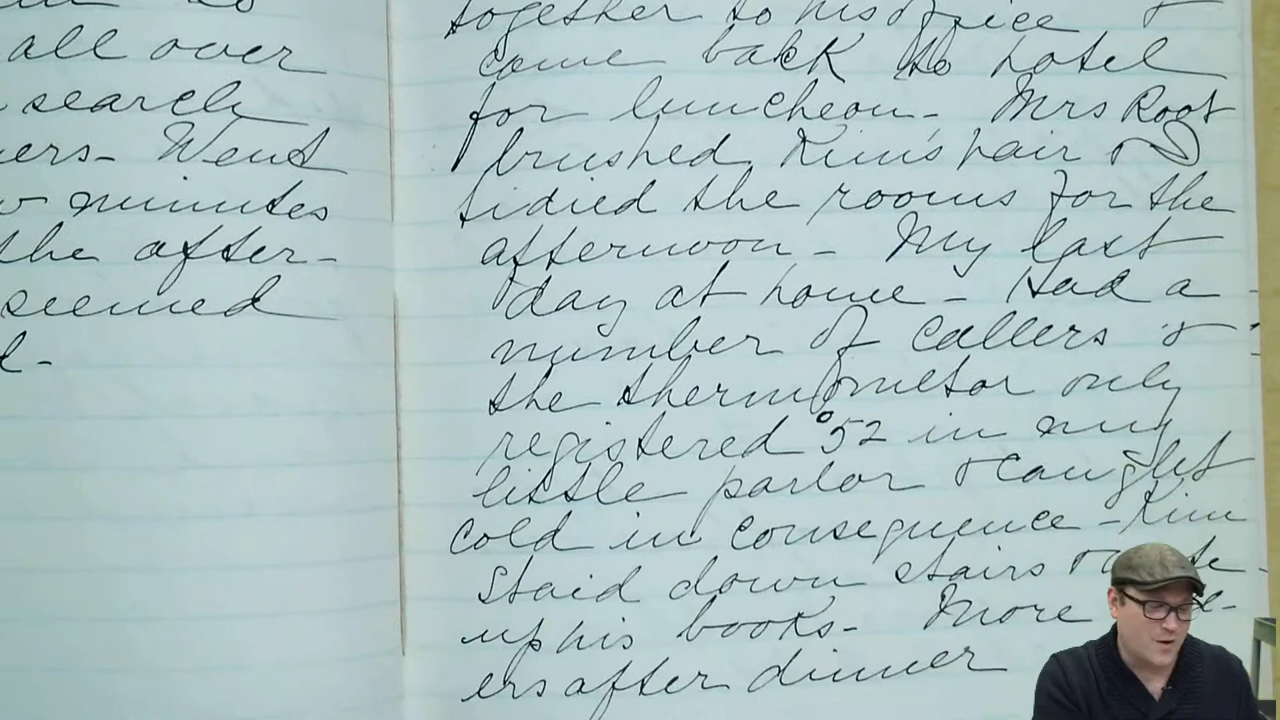 all over
search
ers- Went
minutes
the after-
seemed
together to his office &
came back to hotel
for luncheon- Mrs Root
brushed Kim's hair &
tidied the rooms for the
afternoon - My last
day at home - Had a
number of callers &
the thermometor only
registered °52 in my
little parlor & caught
cold in consequence - Kim
staid down stairs &
up his books- More
ers after dinner